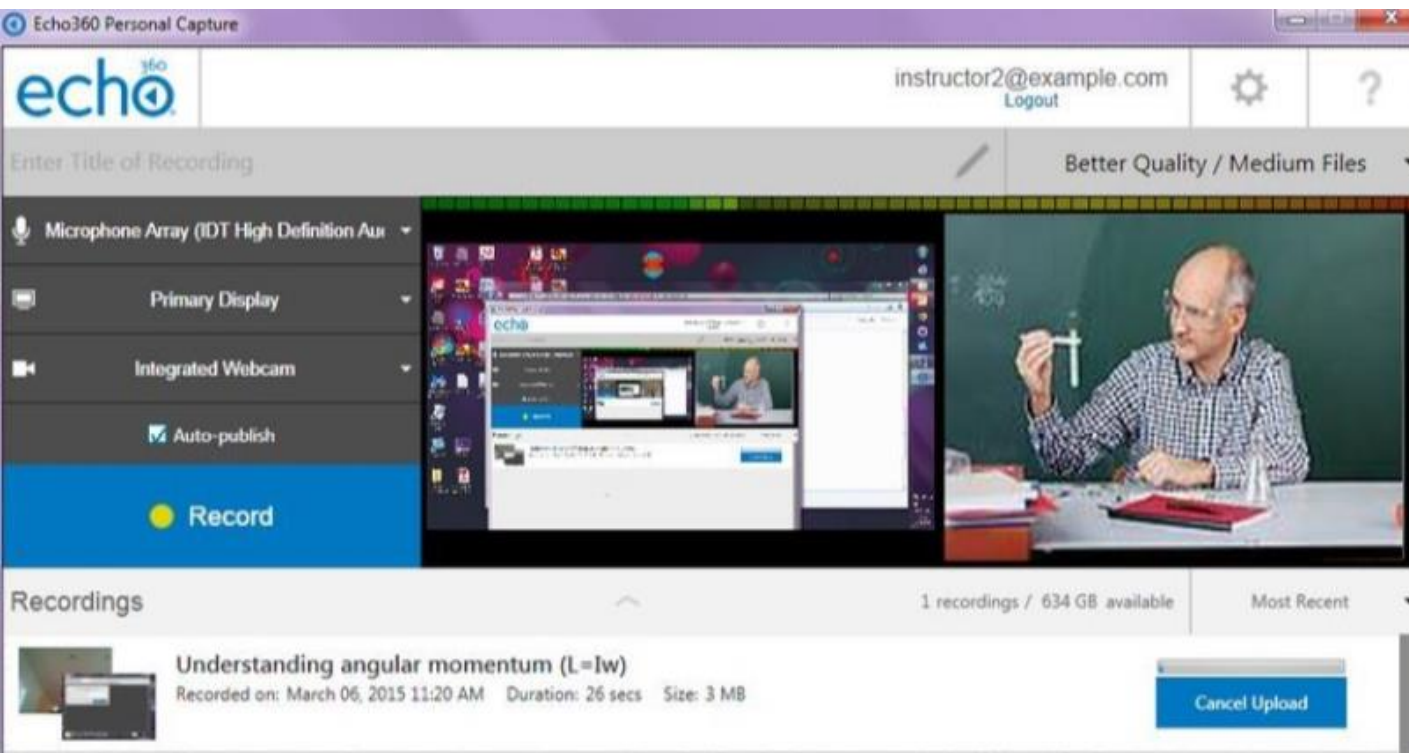 Echo360 Personal Capture
echo 360
instructor2@example.com
Logout
?
Enter Title of Recording
Better Quality / Medium Files
Microphone Array (IDT High Definition Au
Primary Display
Integrated Webcam
Auto-publish
Record
echo
Recordings
1 recordings / 634 GB available
Most Recent
Understanding angular momentum (L=Iw)
Recorded on: March 06, 2015 11:20 AM Duration: 26 secs Size: 3 MB
Cancel Upload